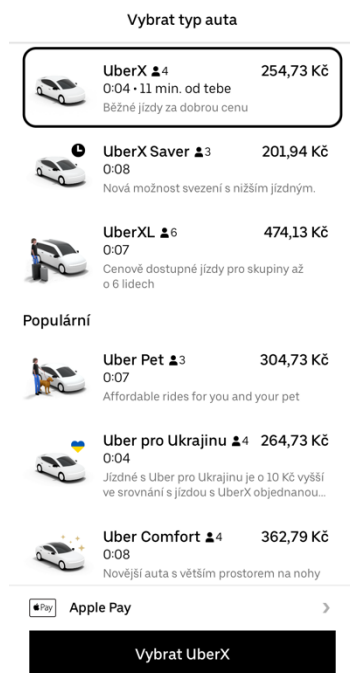 Vybrat typ auta
UberX 4 254,73 Kč
0:04 • 11 min. od tebe
Běžné jízdy za dobrou cenu
UberX Saver 3 201,94 Kč
0:08
Nová možnost svezení s nižším jízdným.
UberXL 6 474,13 Kč
0:07
Cenově dostupné jízdy pro skupiny až
o 6 lidech
Populární
Uber Pet 3 304,73 Kč
0:07
Affordable rides for you and your pet
Uber pro Ukrajinu 4 264,73 Kč
0:04
Jízdné s Uber pro Ukrajinu je o 10 Kč vyšší
ve srovnání s jízdou s UberX objednanou...
Uber Comfort 4 362,79 Kč
0:08
Novější auta s větším prostorem na nohy
Pay Apple Pay
Vybrat UberX